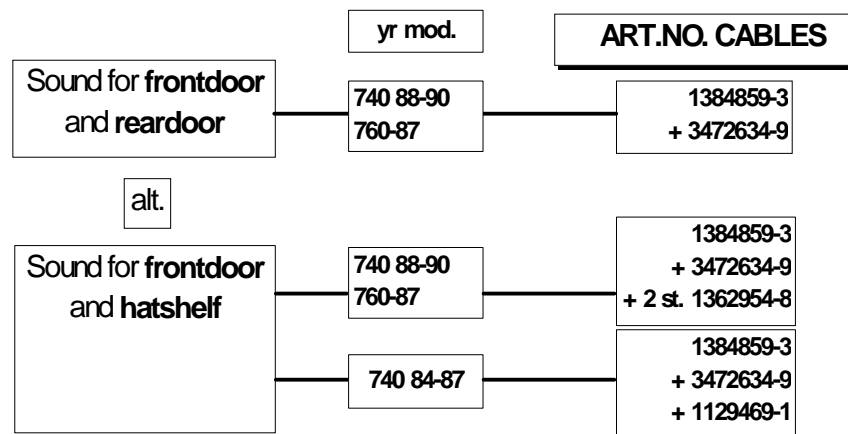 yr mod.
ART.NO. CABLES
Sound for frontdoor
and reardoor
740 88-90
760-87
1384859-3
+ 3472634-9
alt.
Sound for frontdoor
and hatshelf
740 88-90
760-87
1384859-3
+ 3472634-9
+ 2 st. 1362954-8
740 84-87
1384859-3
+ 3472634-9
+ 1129469-1